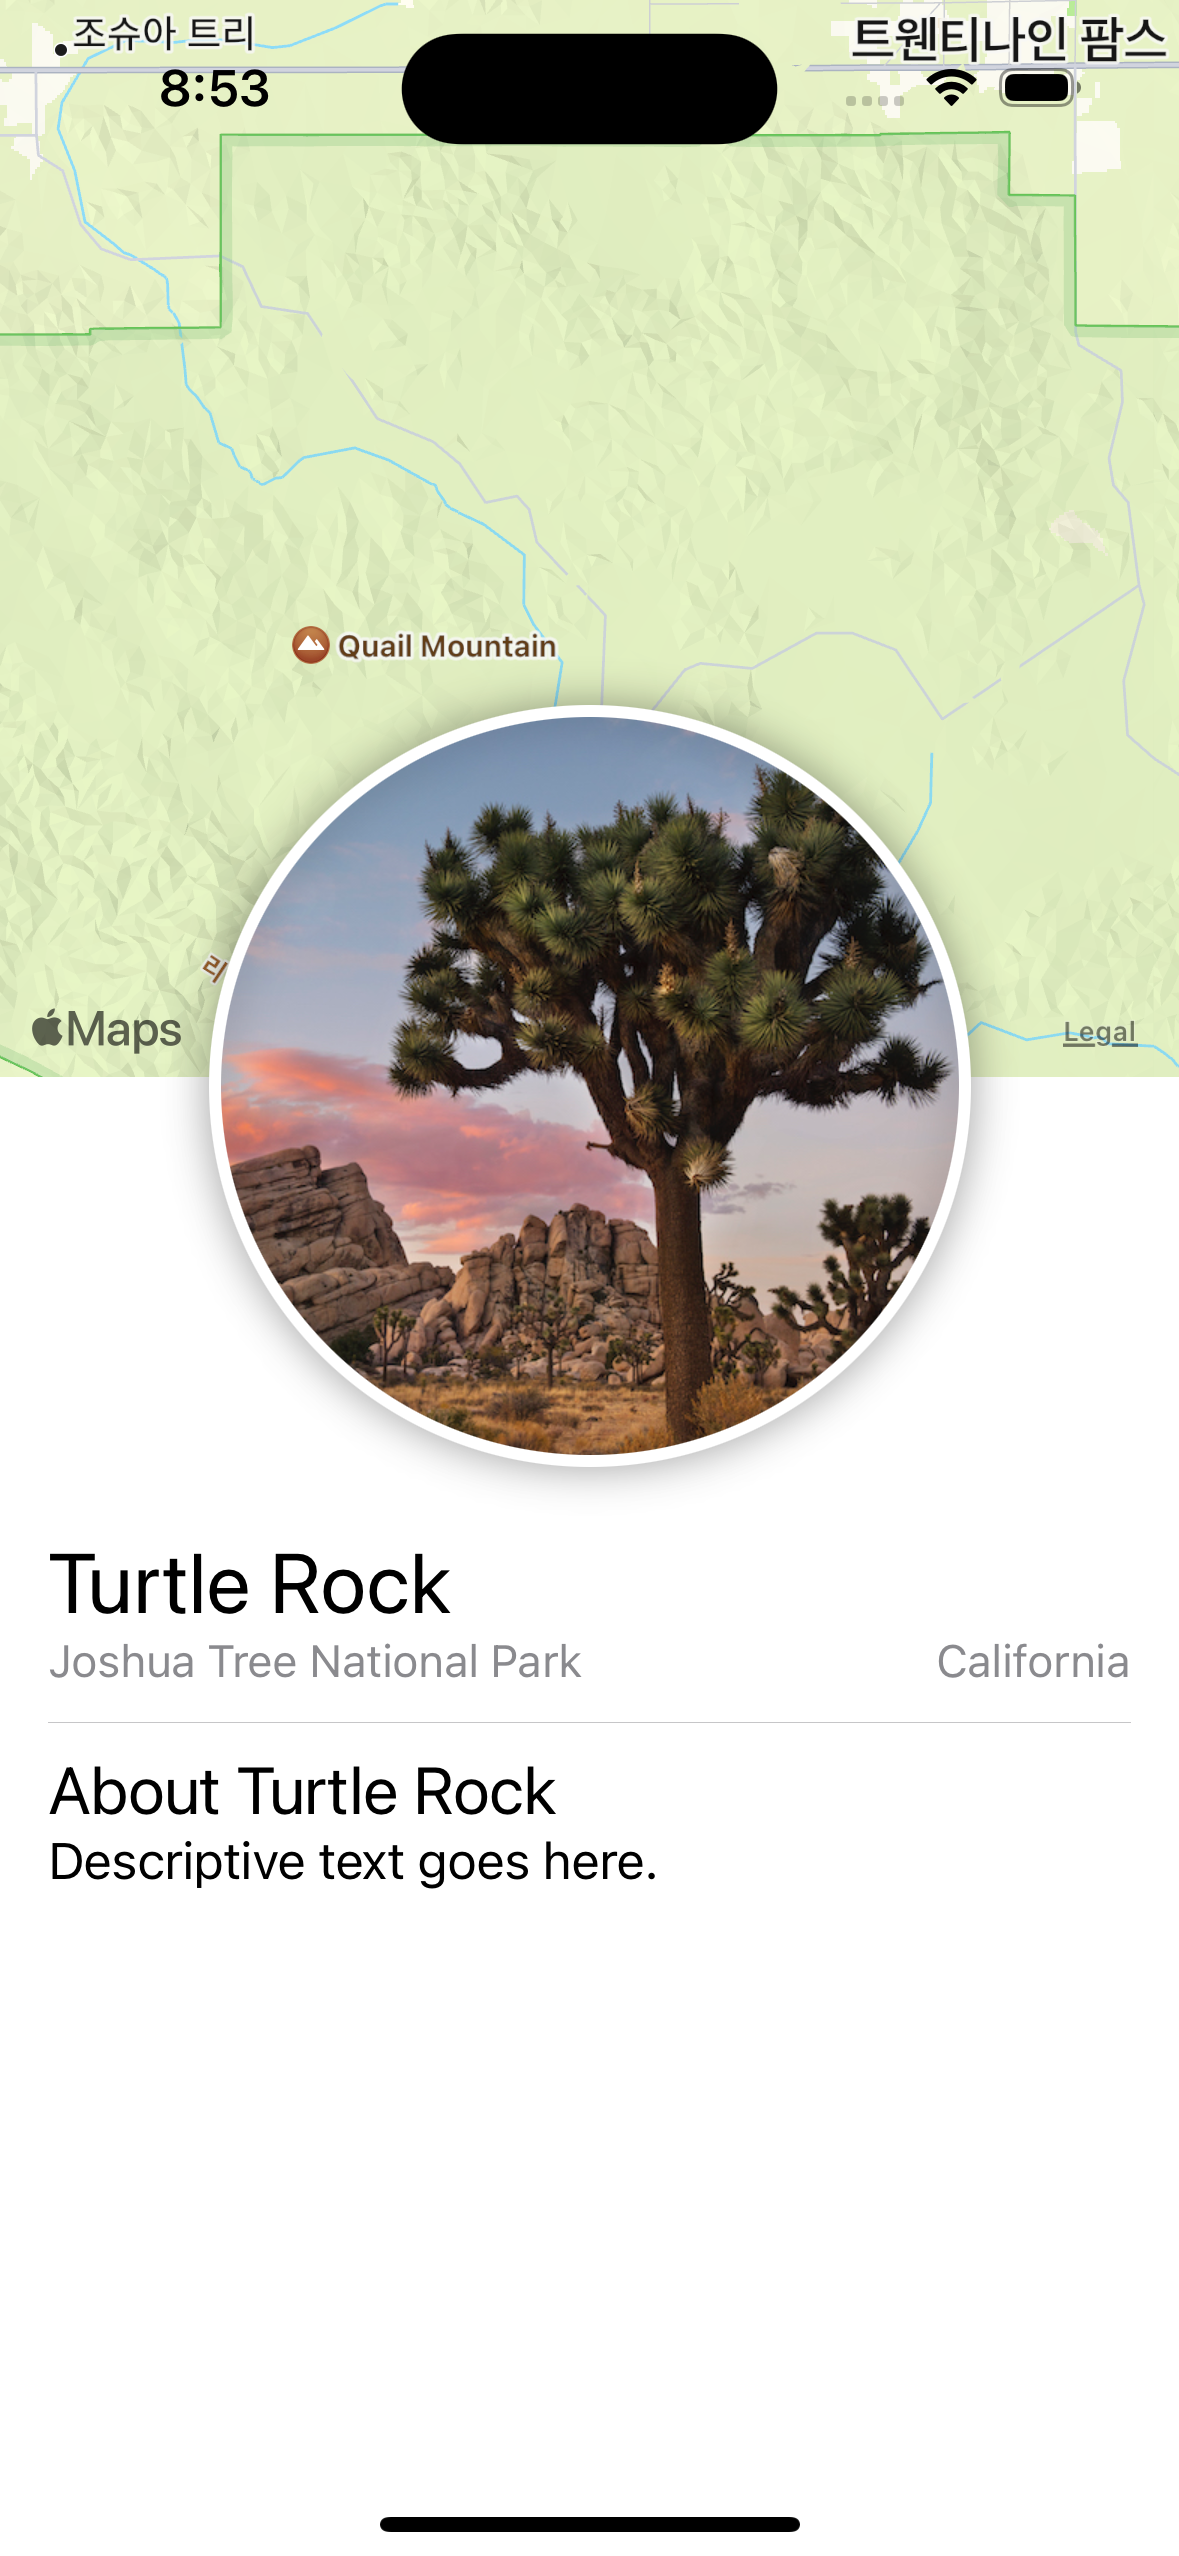 조슈아 트리
트웬티나인 팜스
8:53
Quail Mountain
리
Maps
Legal
Turtle Rock
Joshua Tree National Park
California
About Turtle Rock
Descriptive text goes here.